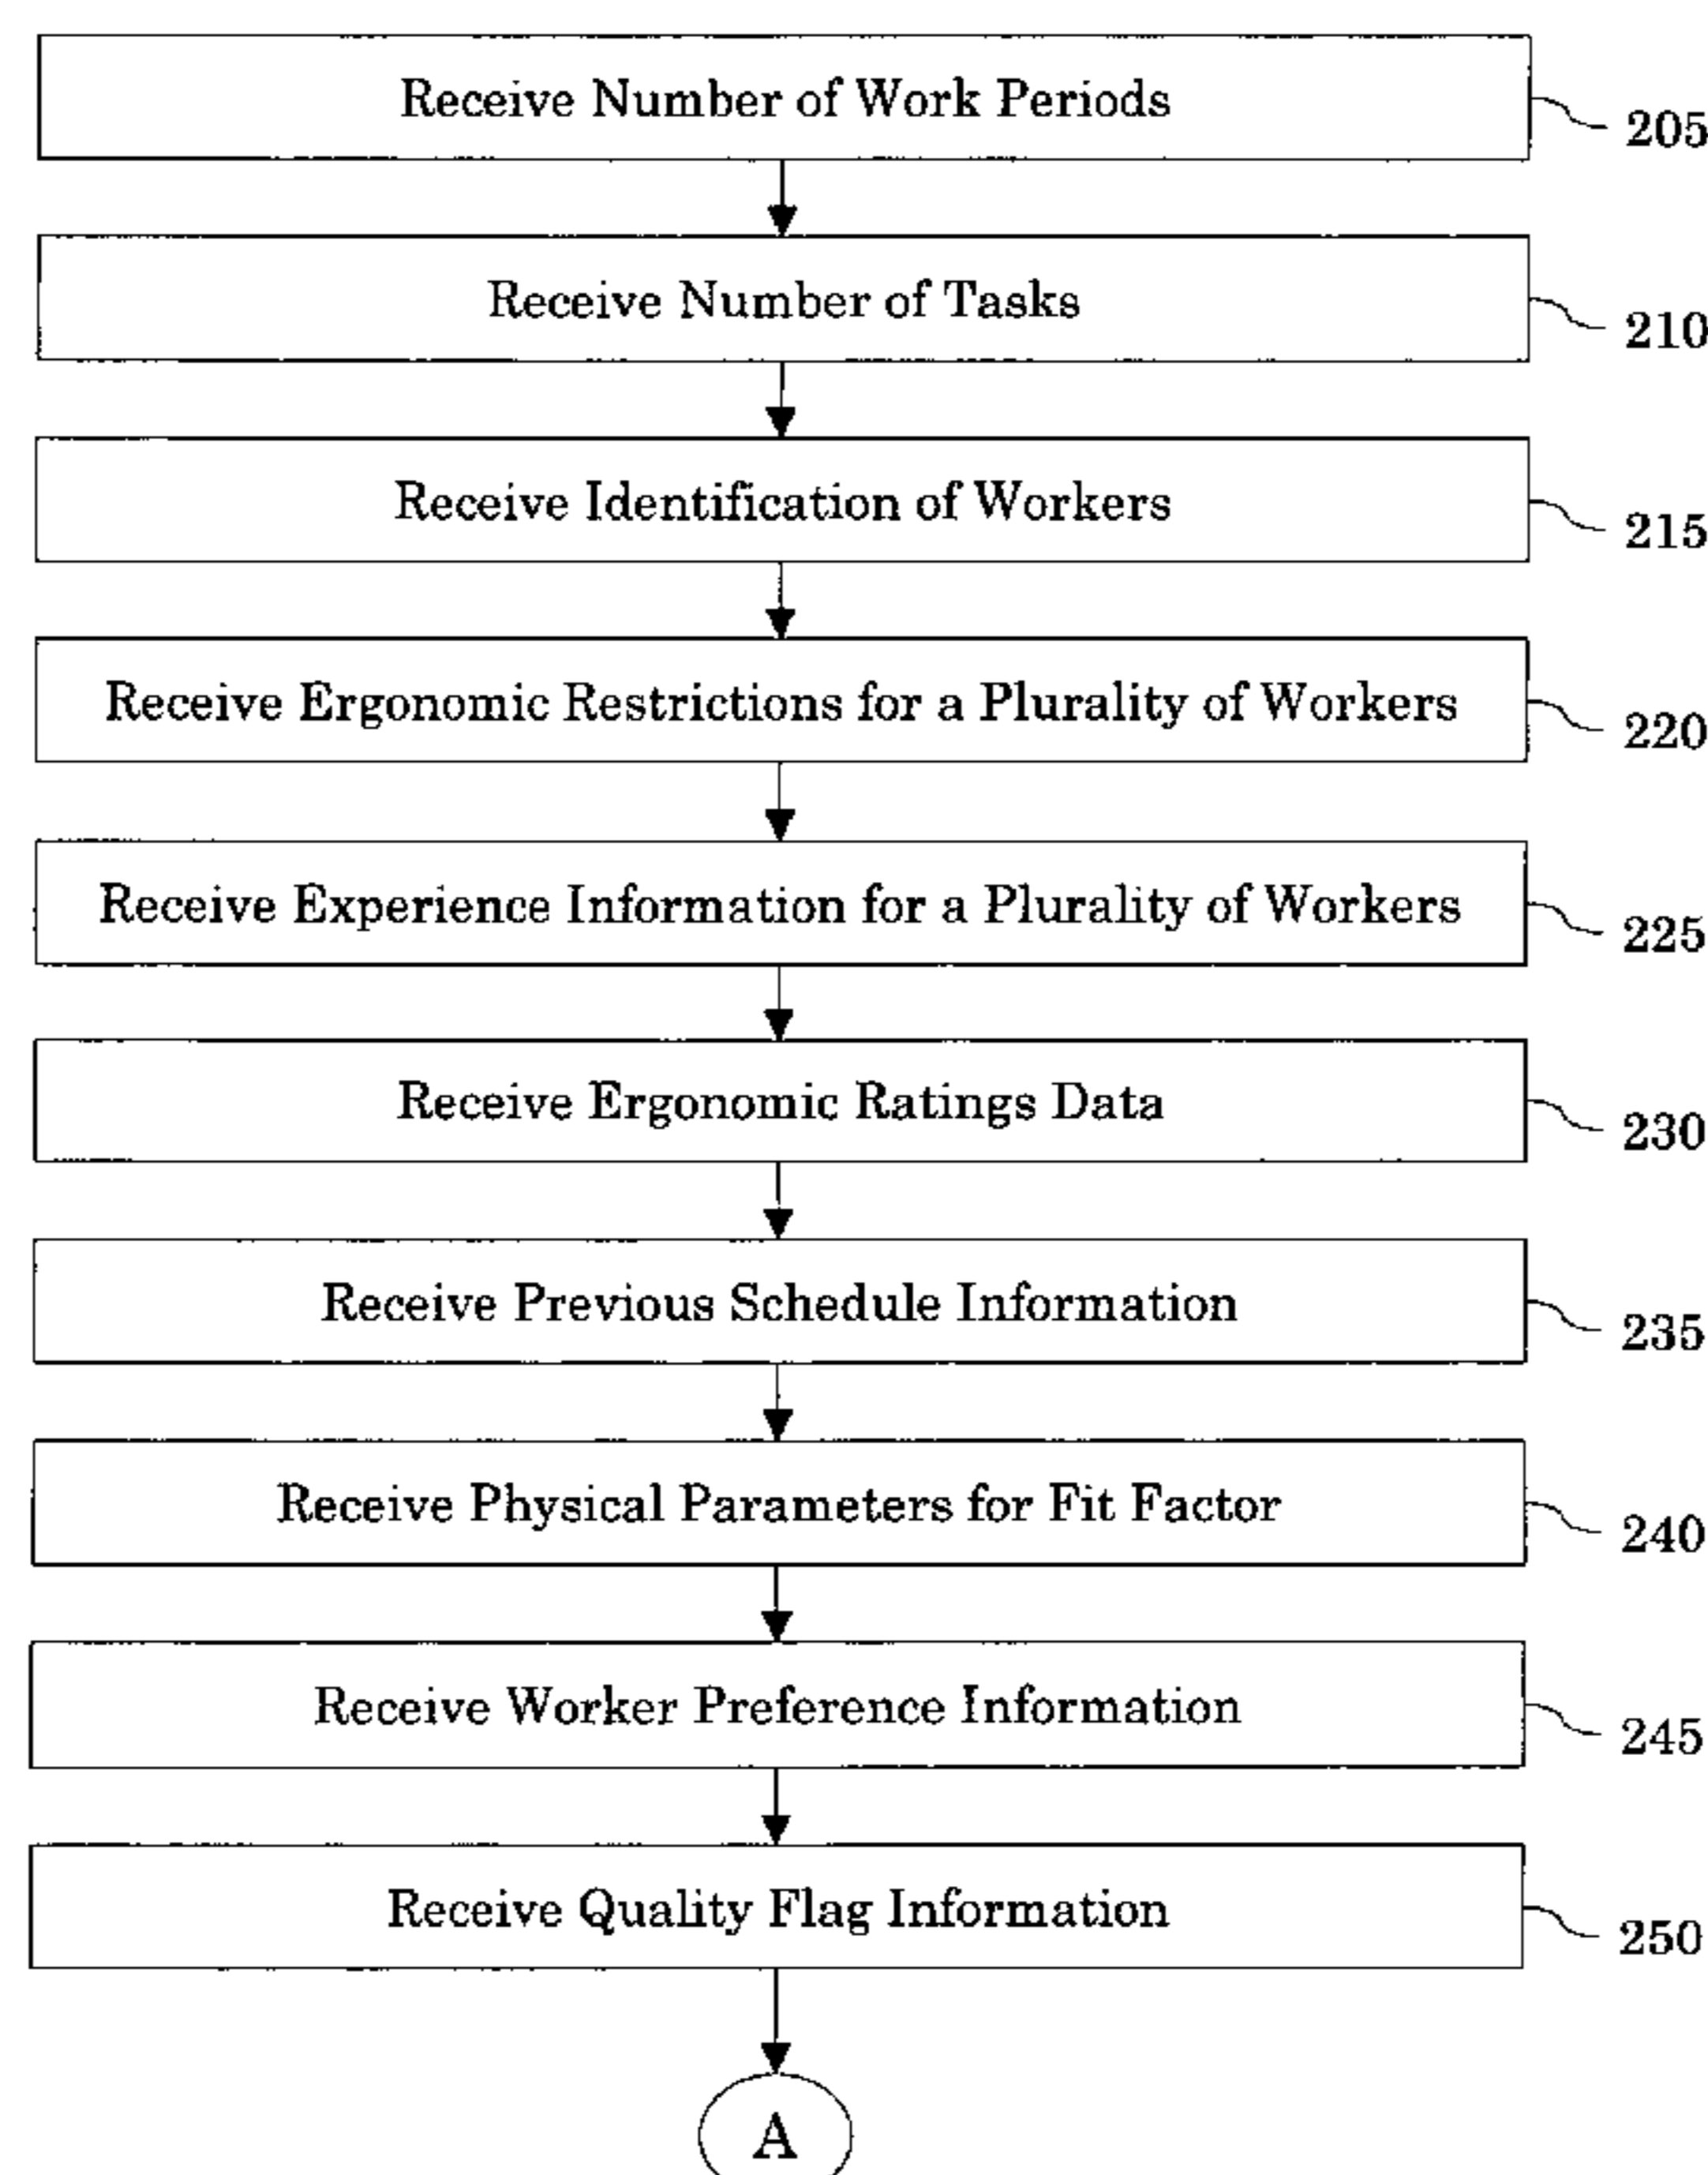 Receive Number of Work Periods
205
Receive Number of Tasks
210
Receive Identification of Workers
215
Receive Ergonomic Restrictions for a Plurality of Workers
220
Receive Experience Information for a Plurality of Workers
225
Receive Ergonomic Ratings Data
230
Receive Previous Schedule Information
235
Receive Physical Parameters for Fit Factor
240
Receive Worker Preference Information
245
Receive Quality Flag Information
250
A